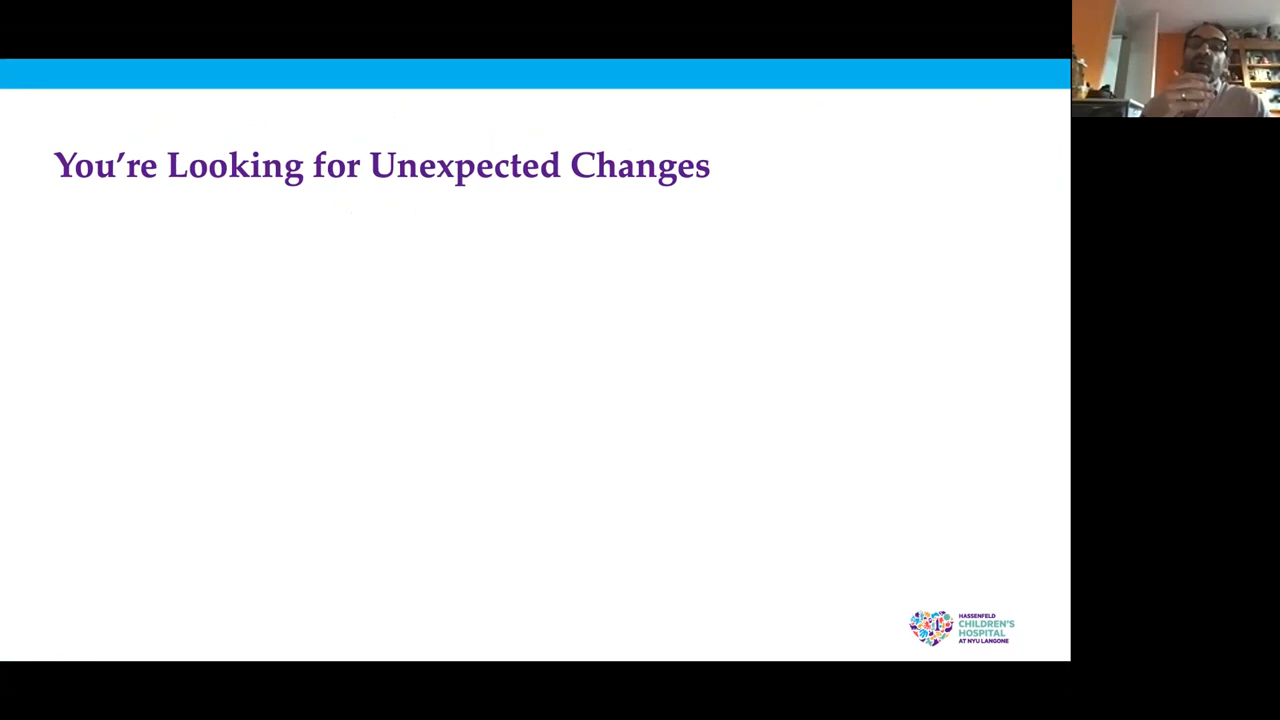 You’re Looking for Unexpected Changes
HASSENFELD
CHILDREN'S
HOSPITAL
AT NYU LANGONE